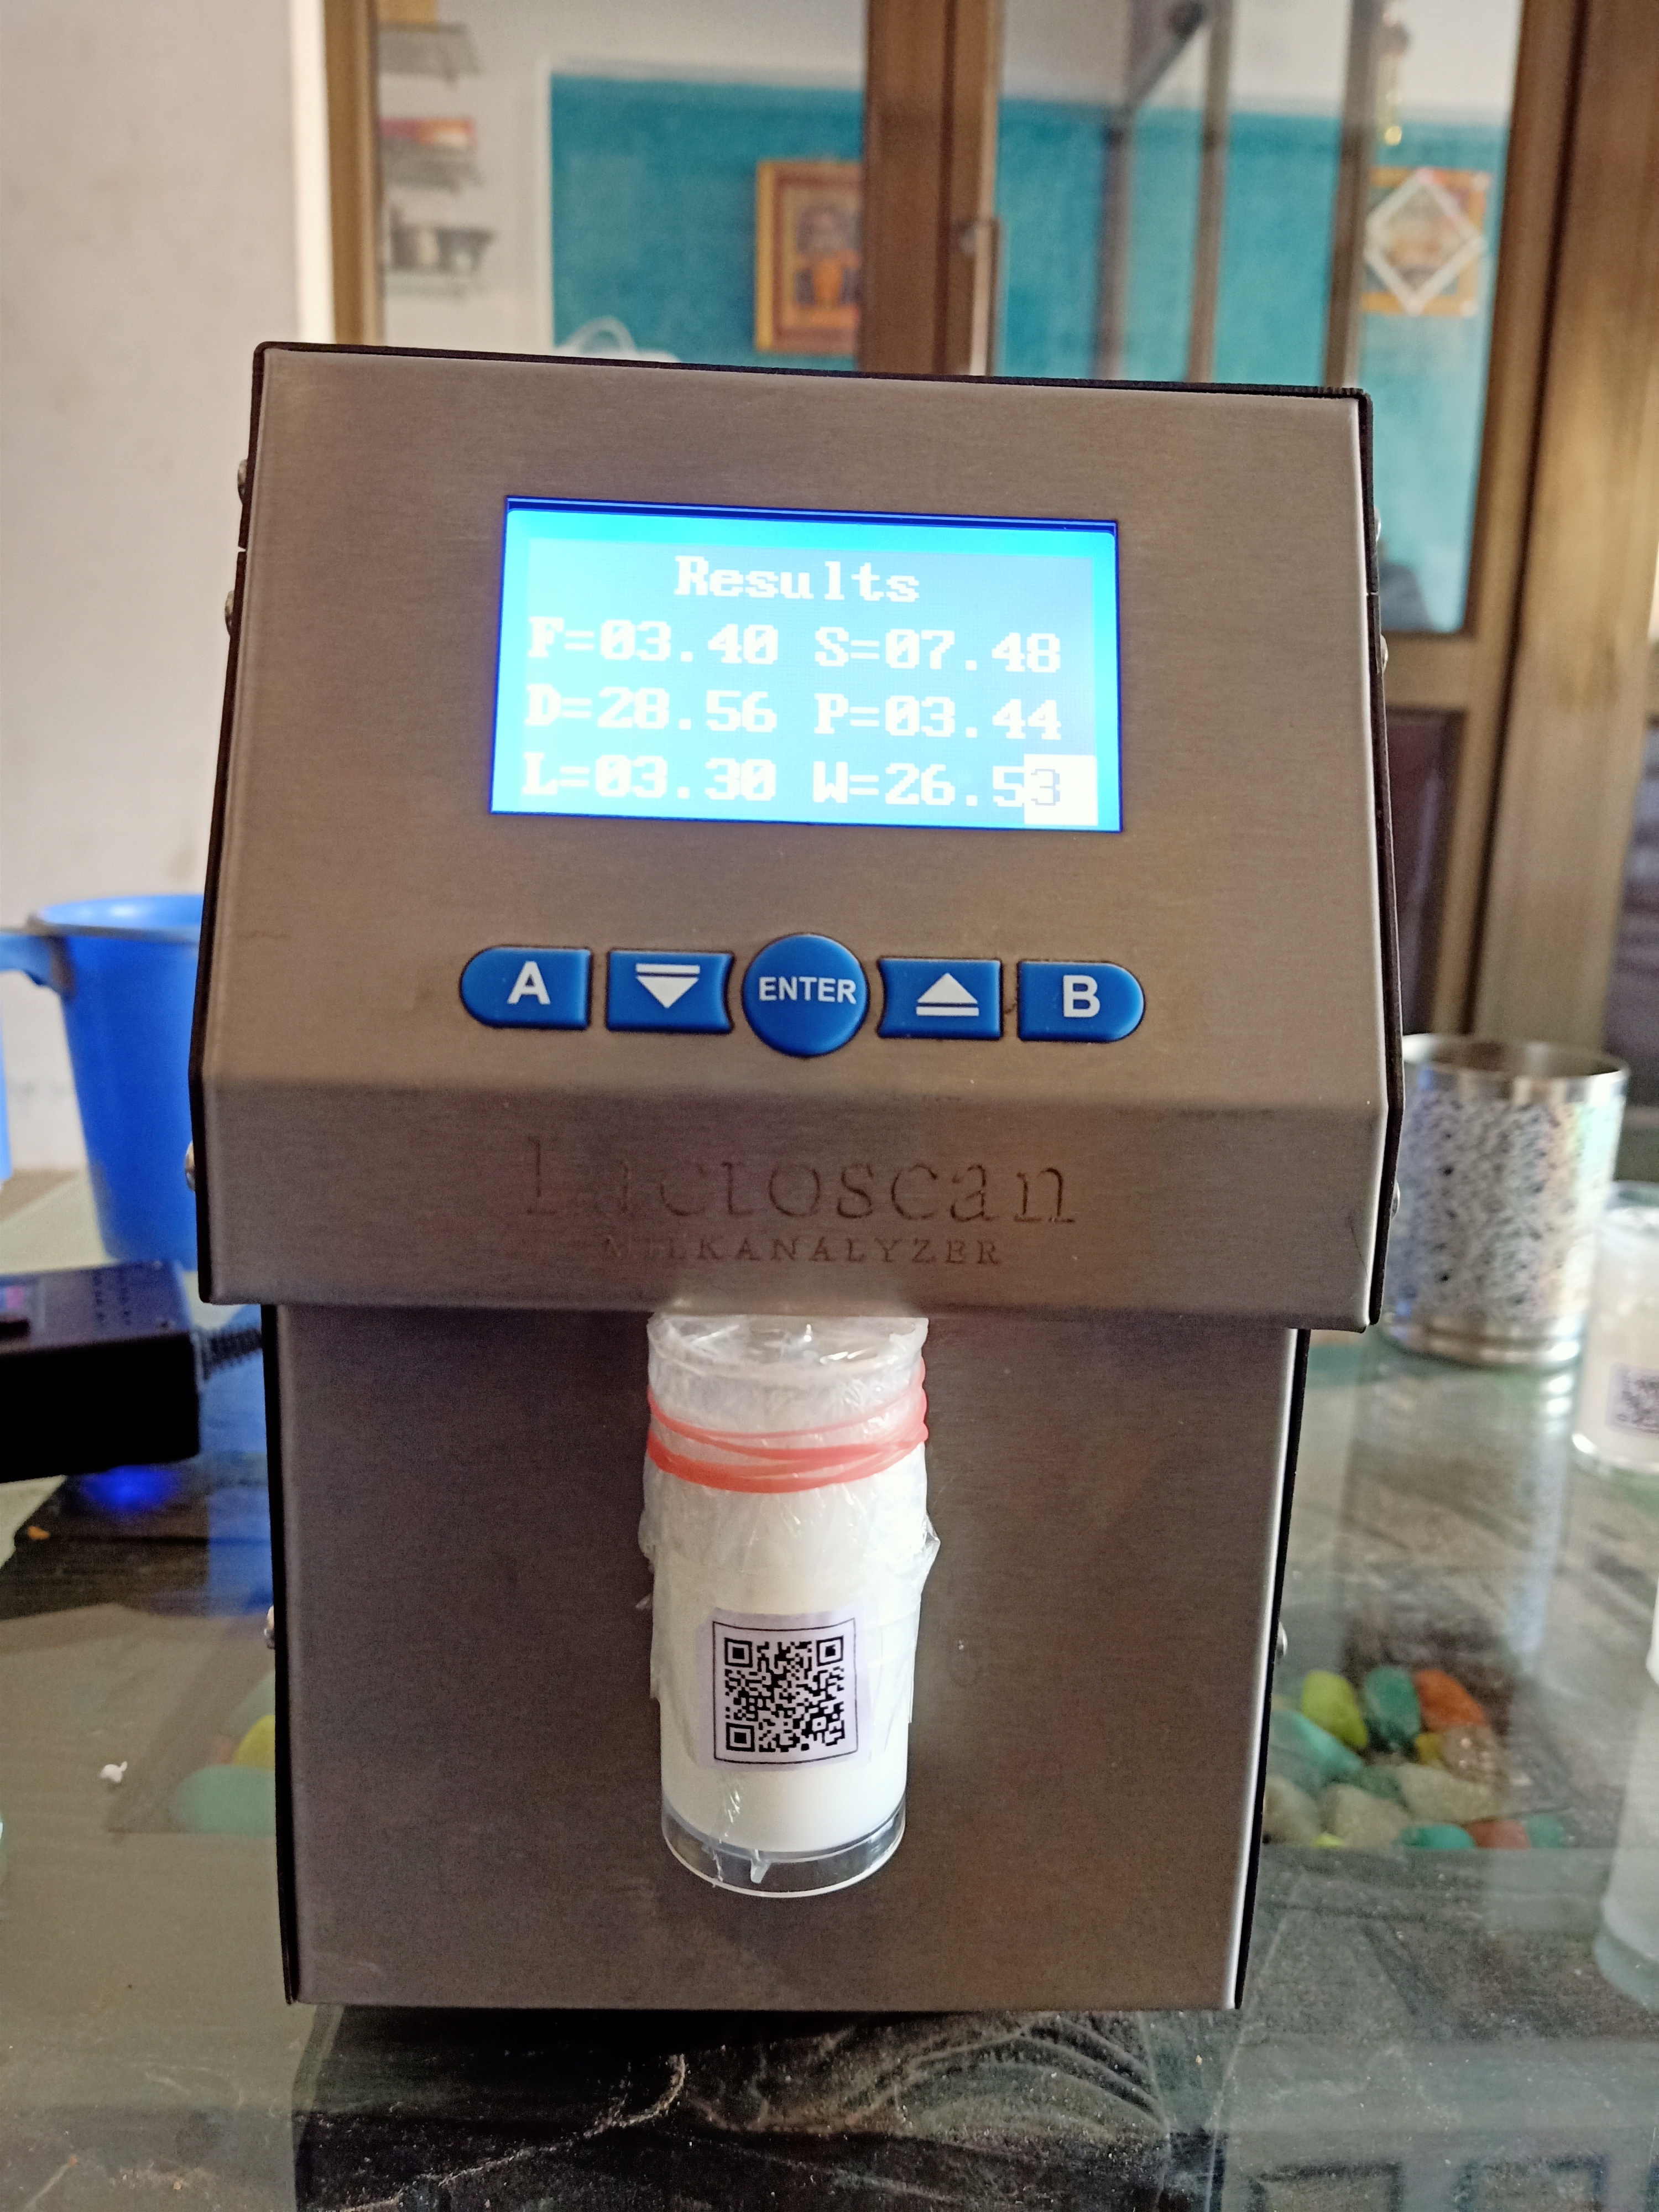 Results
F=03.40 S=07.48
D=28.56 P=03.44
L=03.30 W=26.53
A
ENTER
B
Lactoscan
MILKANALYZER